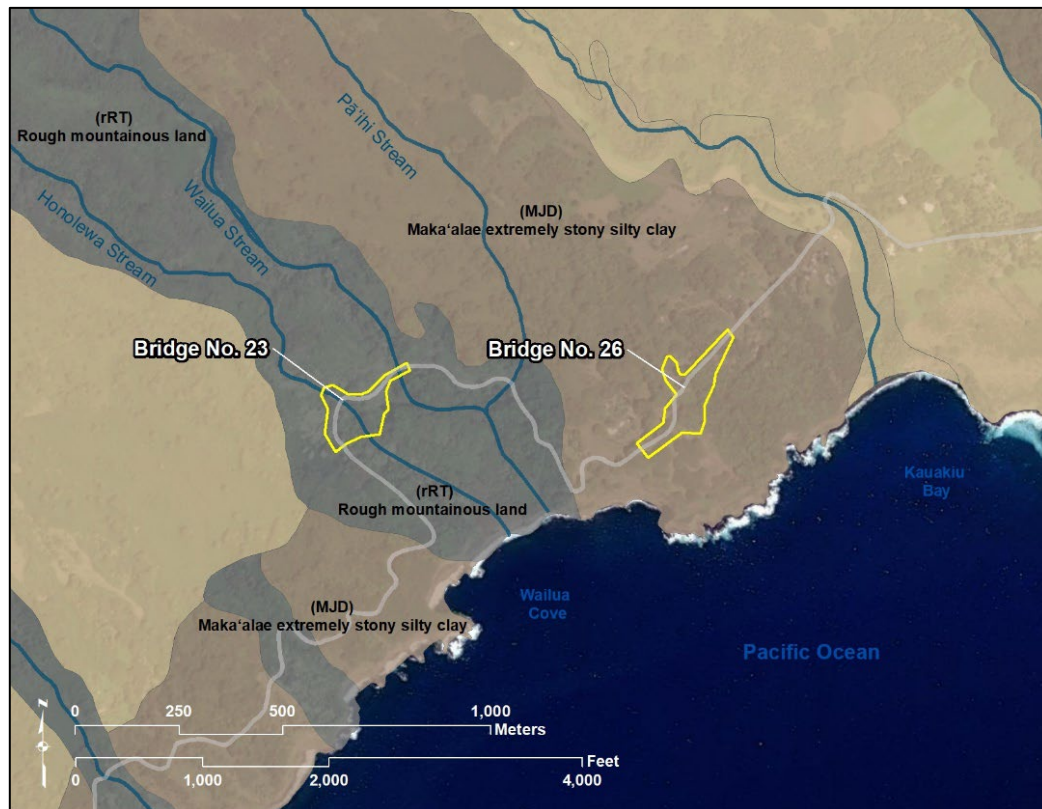 (rRT)
Rough mountainous land
Pā‘ihi Stream
Wailua Stream
Honolewa Stream
(MJD)
Maka‘alae extremely stony silty clay
Bridge No. 23
Bridge No. 26
(rRT)
Rough mountainous land
Kauakiu
Bay
Wailua
Cove
(MJD)
Maka‘alae extremely stony silty clay
Pacific Ocean
N
0 250 500 1,000
Meters
Feet
0 1,000 2,000 4,000